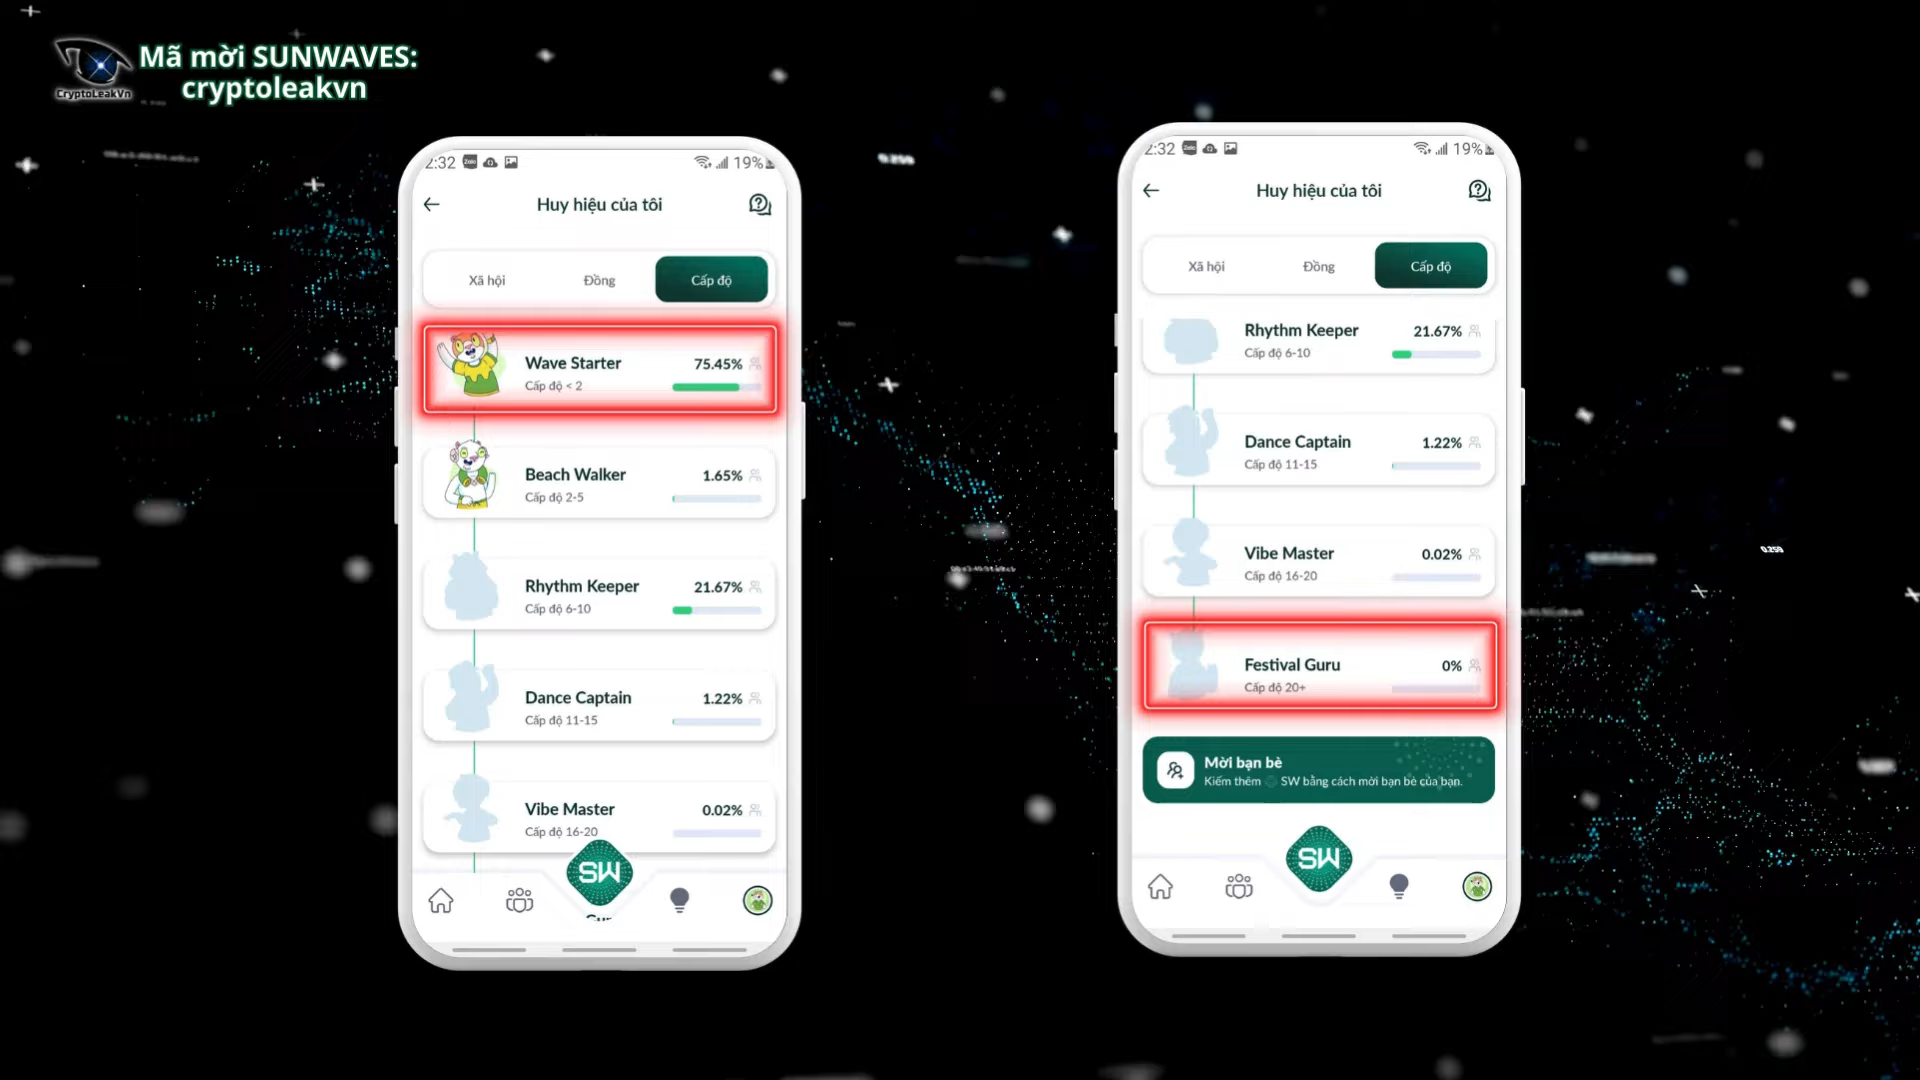 Mã mời SUNWAVES:
cryptoleakvn
CryptoLeakVn
2:32
19%
Huy hiệu của tôi
Xã hội
Đồng
Cấp độ
Wave Starter
75.45%
Cấp độ < 2
Beach Walker
1.65%
Cấp độ 2-5
Rhythm Keeper
21.67%
Cấp độ 6-10
Dance Captain
1.22%
Cấp độ 11-15
Vibe Master
0.02%
Cấp độ 16-20
SW
2:32
19%
Huy hiệu của tôi
Xã hội
Đồng
Cấp độ
Rhythm Keeper
21.67%
Cấp độ 6-10
Dance Captain
1.22%
Cấp độ 11-15
Vibe Master
0.02%
Cấp độ 16-20
Festival Guru
0%
Cấp độ 20+
Mời bạn bè
Kiếm thêm SW bằng cách mời bạn bè của bạn.
SW
0.259
0.259